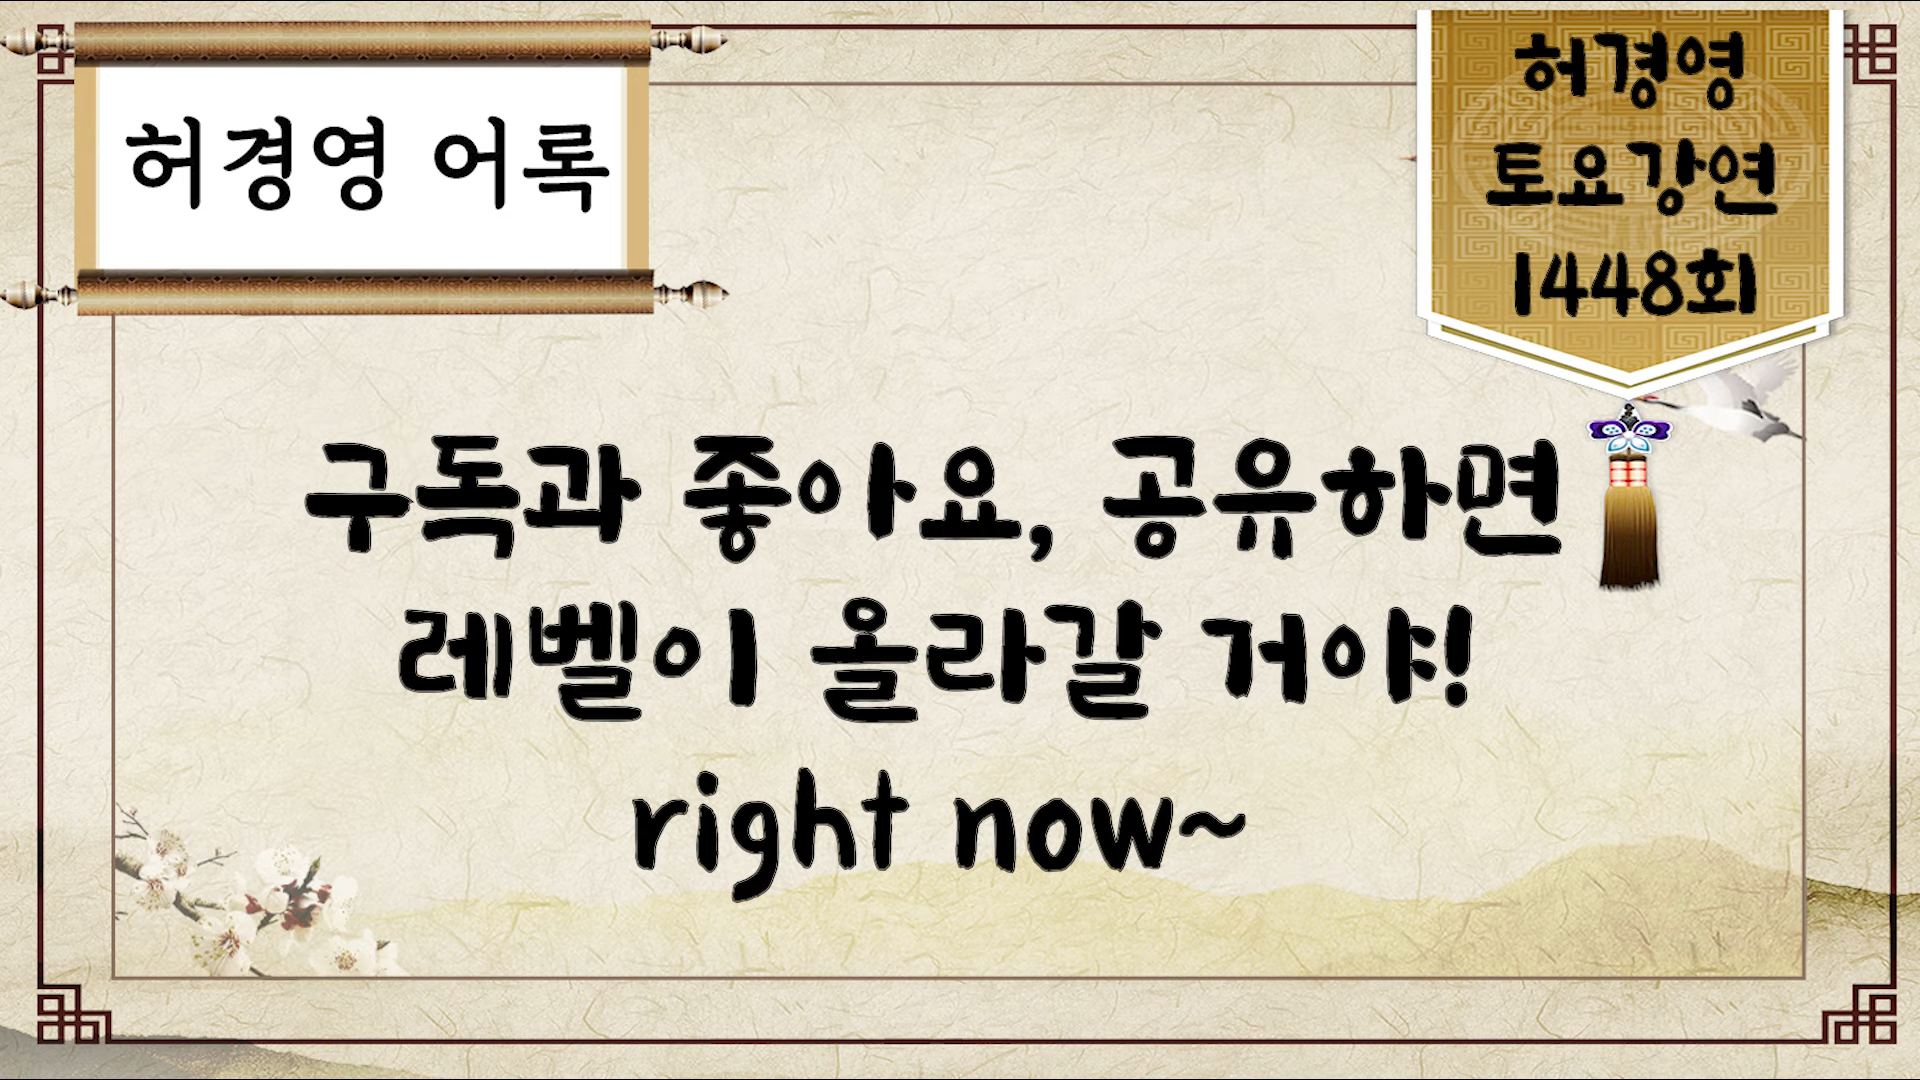 허경영 어록
허경영
토요강연
1448회
구독과 좋아요, 공유하면
레벨이 올라갈 거야!
right now~